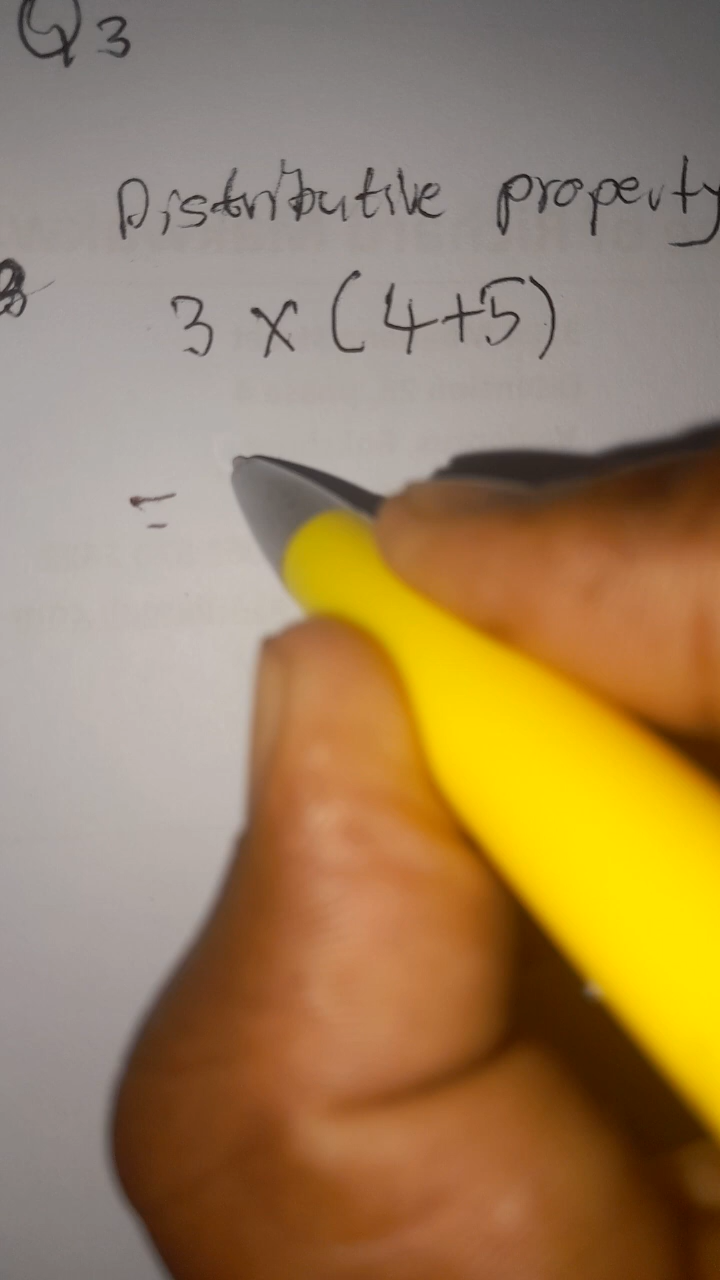 Q3
Distributive property
3 × (4+5)
=